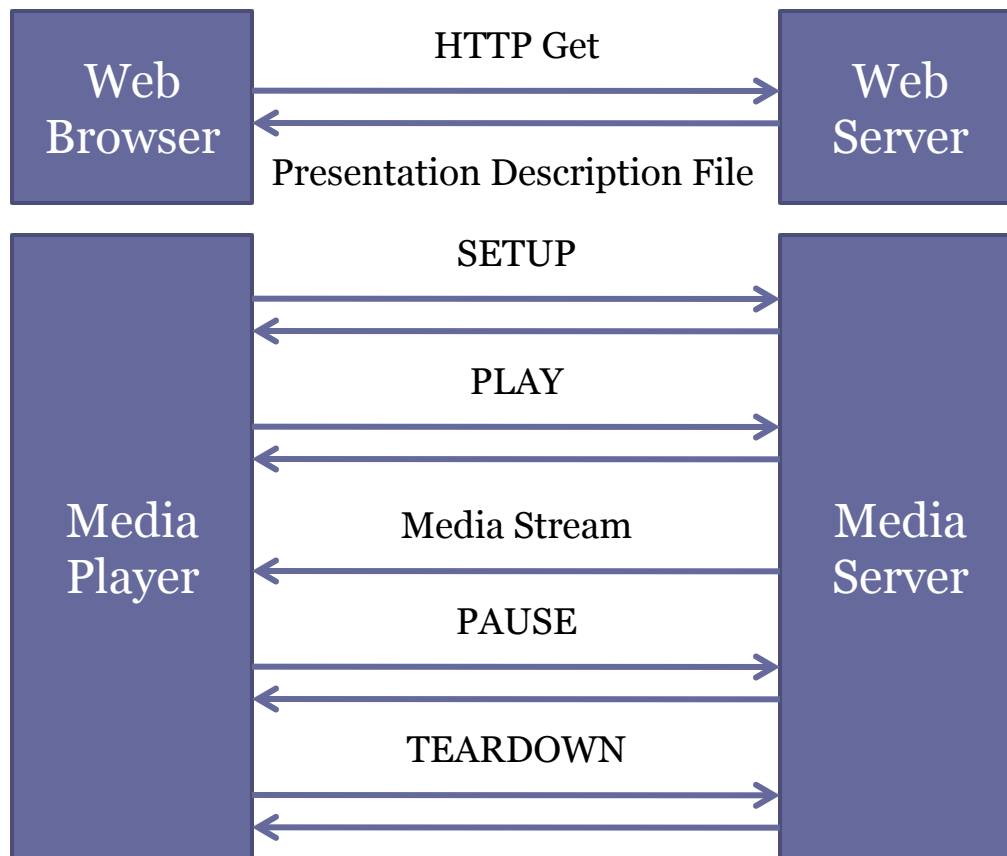 HTTP Get
Web
Browser
Web
Server
Presentation Description File
SETUP
PLAY
Media
Player
Media Stream
Media
Server
PAUSE
TEARDOWN